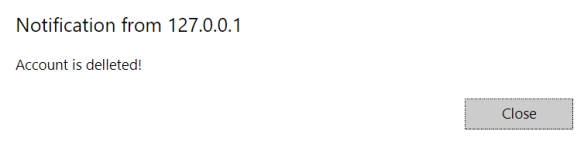 Notification from 127.0.0.1
Account is delleted!
Close